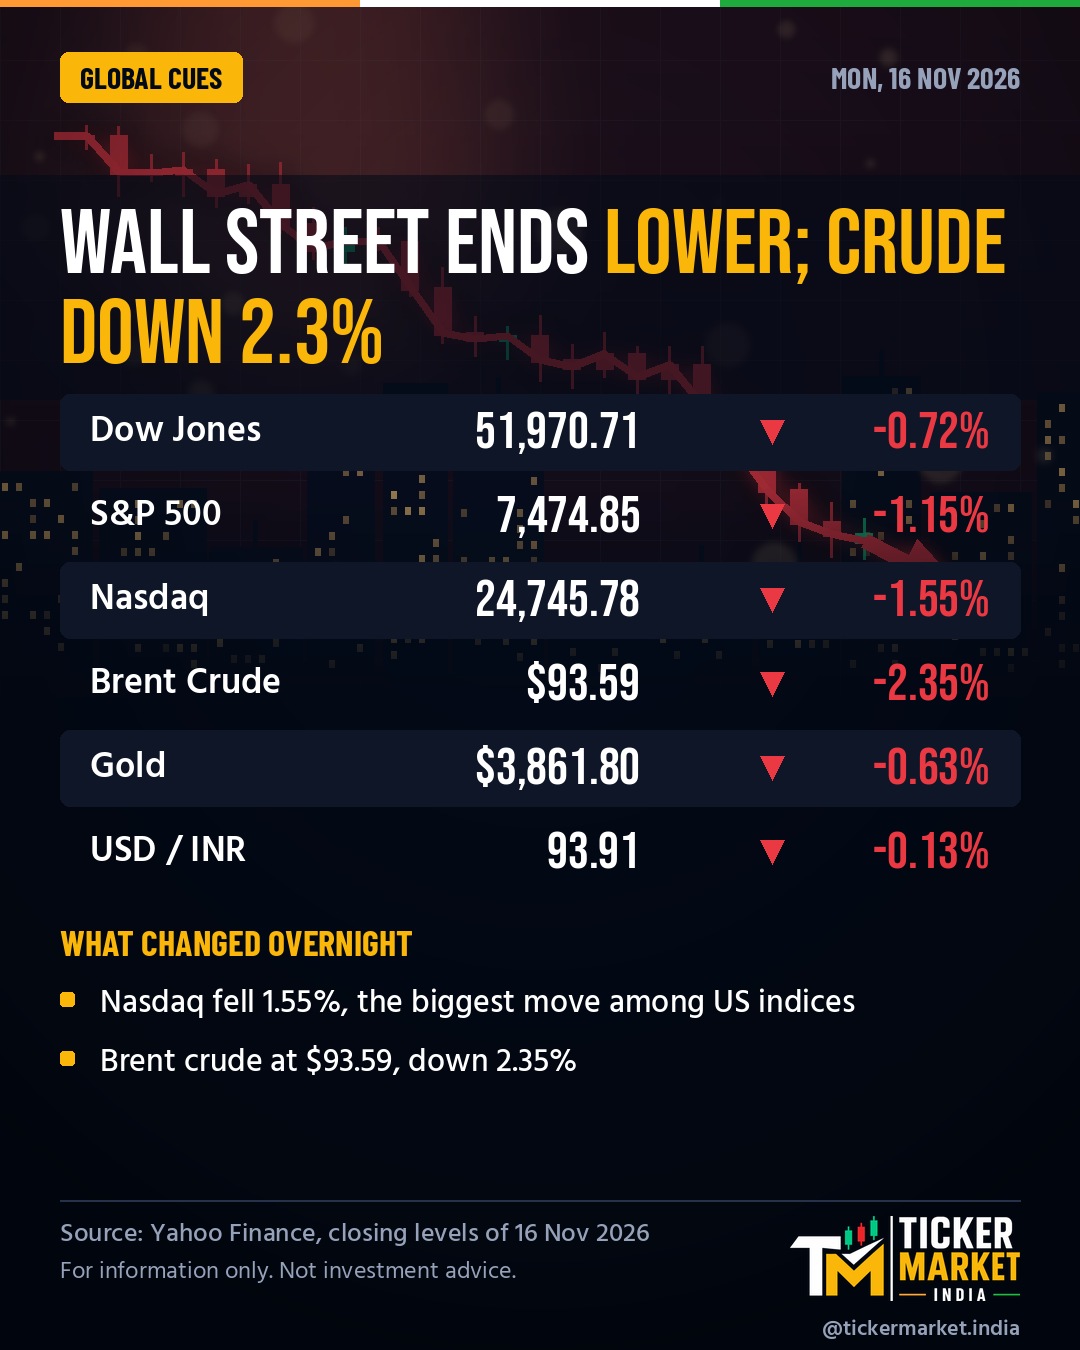 GLOBAL CUES
MON, 16 NOV 2026
WALL STREET ENDS LOWER; CRUDE
DOWN 2.3%
Dow Jones 51,970.71 ▼ -0.72%
S&P 500 7,474.85 ▼ -1.15%
Nasdaq 24,745.78 ▼ -1.55%
Brent Crude $93.59 ▼ -2.35%
Gold $3,861.80 ▼ -0.63%
USD / INR 93.91 ▼ -0.13%
WHAT CHANGED OVERNIGHT
Nasdaq fell 1.55%, the biggest move among US indices
Brent crude at $93.59, down 2.35%
Source: Yahoo Finance, closing levels of 16 Nov 2026
For information only. Not investment advice.
TM TICKER
MARKET
INDIA
@tickermarket.india